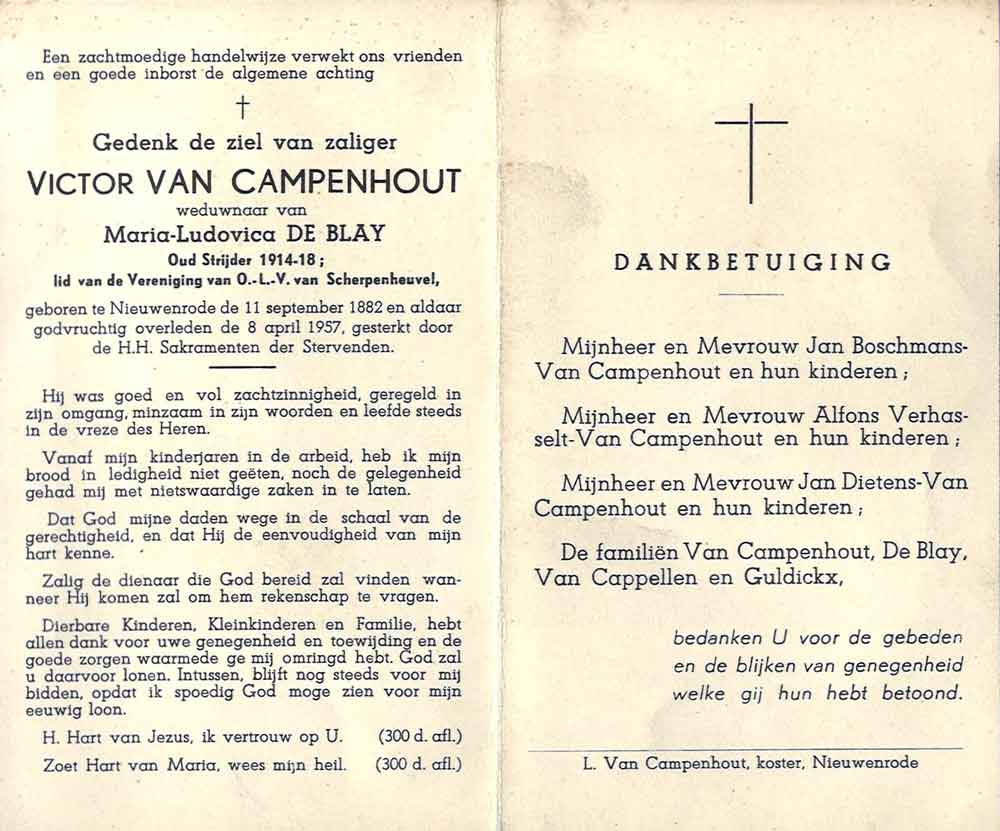 Een zachtmoedige handelwijze verwekt ons vrienden
en een goede inborst de algemene achting
Gedenk de ziel van zaliger
VICTOR VAN CAMPENHOUT
weduwnaar van
Maria-Ludovica DE BLAY
Oud Strijder 1914-18;
lid van de Vereniging van O.-L.-V. van Scherpenheuvel,
geboren te Nieuwenrode de 11 september 1882 en aldaar
godvruchtig overleden de 8 april 1957, gesterkt door
de H.H. Sakramenten der Stervenden.
Hij was goed en vol zachtzinnigheid, geregeld in
zijn omgang, minzaam in zijn woorden en leefde steeds
in de vreze des Heren.
Vanaf mijn kinderjaren in de arbeid, heb ik mijn
brood in ledigheid niet geëten, noch de gelegenheid
gehad mij met nietswaardige zaken in te laten.
Dat God mijne daden wege in de schaal van de
gerechtigheid, en dat Hij de eenvoudigheid van mijn
hart kenne.
Zalig de dienaar die God bereid zal vinden wan-
neer Hij komen zal om hem rekenschap te vragen.
Dierbare Kinderen, Kleinkinderen en Familie, hebt
allen dank voor uwe genegenheid en toewijding en de
goede zorgen waarmede ge mij omringd hebt. God zal
u daarvoor lonen. Intussen, blijft nog steeds voor mij
bidden, opdat ik spoedig God moge zien voor mijn
eeuwig loon.
H. Hart van Jezus, ik vertrouw op U. (300 d. afl.)
Zoet Hart van Maria, wees mijn heil. (300 d. afl.)
DANKBETUIGING
Mijnheer en Mevrouw Jan Boschmans-
Van Campenhout en hun kinderen;
Mijnheer en Mevrouw Alfons Verhas-
selt-Van Campenhout en hun kinderen;
Mijnheer en Mevrouw Jan Dietens-Van
Campenhout en hun kinderen;
De familiën Van Campenhout, De Blay,
Van Cappellen en Guldickx,
bedanken U voor de gebeden
en de blijken van genegenheid
welke gij hun hebt betoond.
L. Van Campenhout, koster, Nieuwenrode